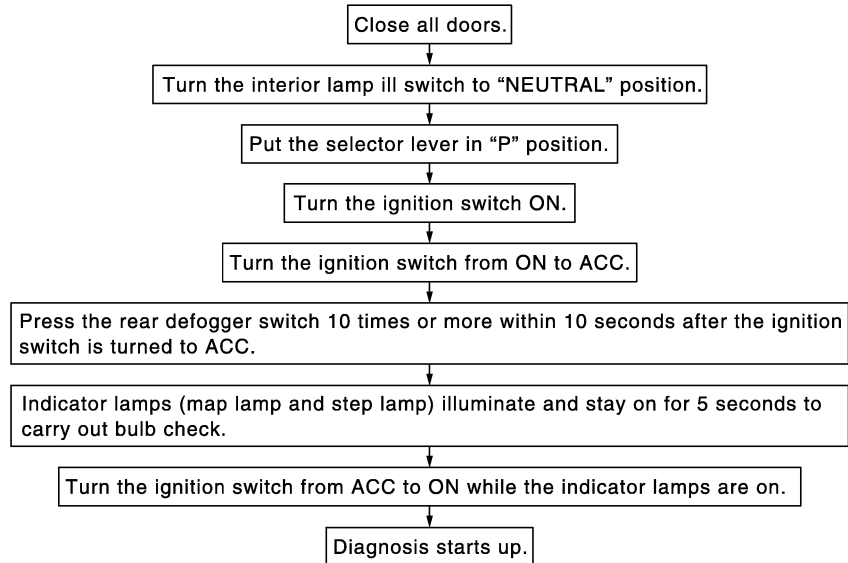 Close all doors.
Turn the interior lamp ill switch to “NEUTRAL” position.
Put the selector lever in “P” position.
Turn the ignition switch ON.
Turn the ignition switch from ON to ACC.
Press the rear defogger switch 10 times or more within 10 seconds after the ignition
switch is turned to ACC.
Indicator lamps (map lamp and step lamp) illuminate and stay on for 5 seconds to
carry out bulb check.
Turn the ignition switch from ACC to ON while the indicator lamps are on.
Diagnosis starts up.